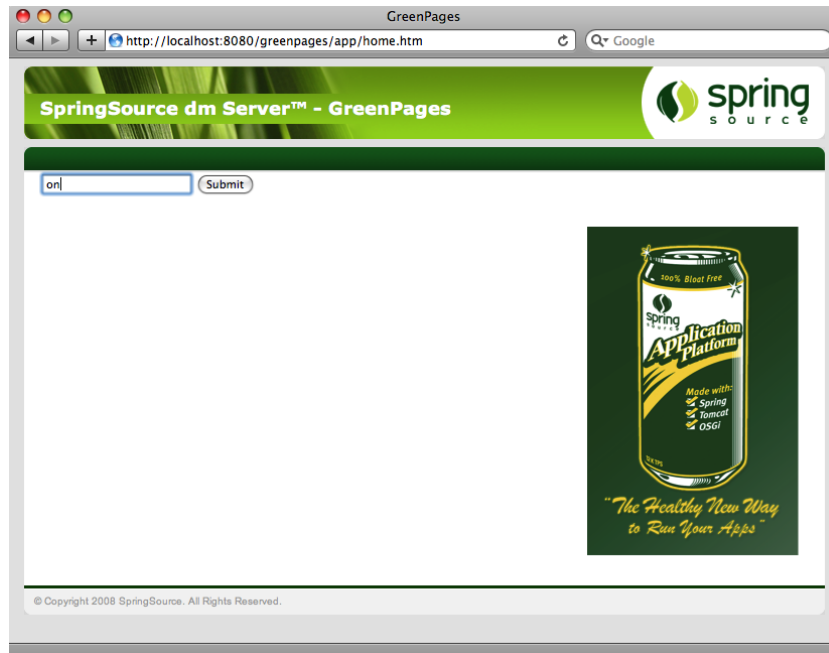 GreenPages
http://localhost:8080/greenpages/app/home.htm
Google
SpringSource dm Server™ - GreenPages
spring
source
on
Submit
100% Bloat Free
spring
source
Application
Platform
Made with:
Spring
Tomcat
OSGi
"The Healthy New Way
to Run Your Apps"
© Copyright 2008 SpringSource. All Rights Reserved.